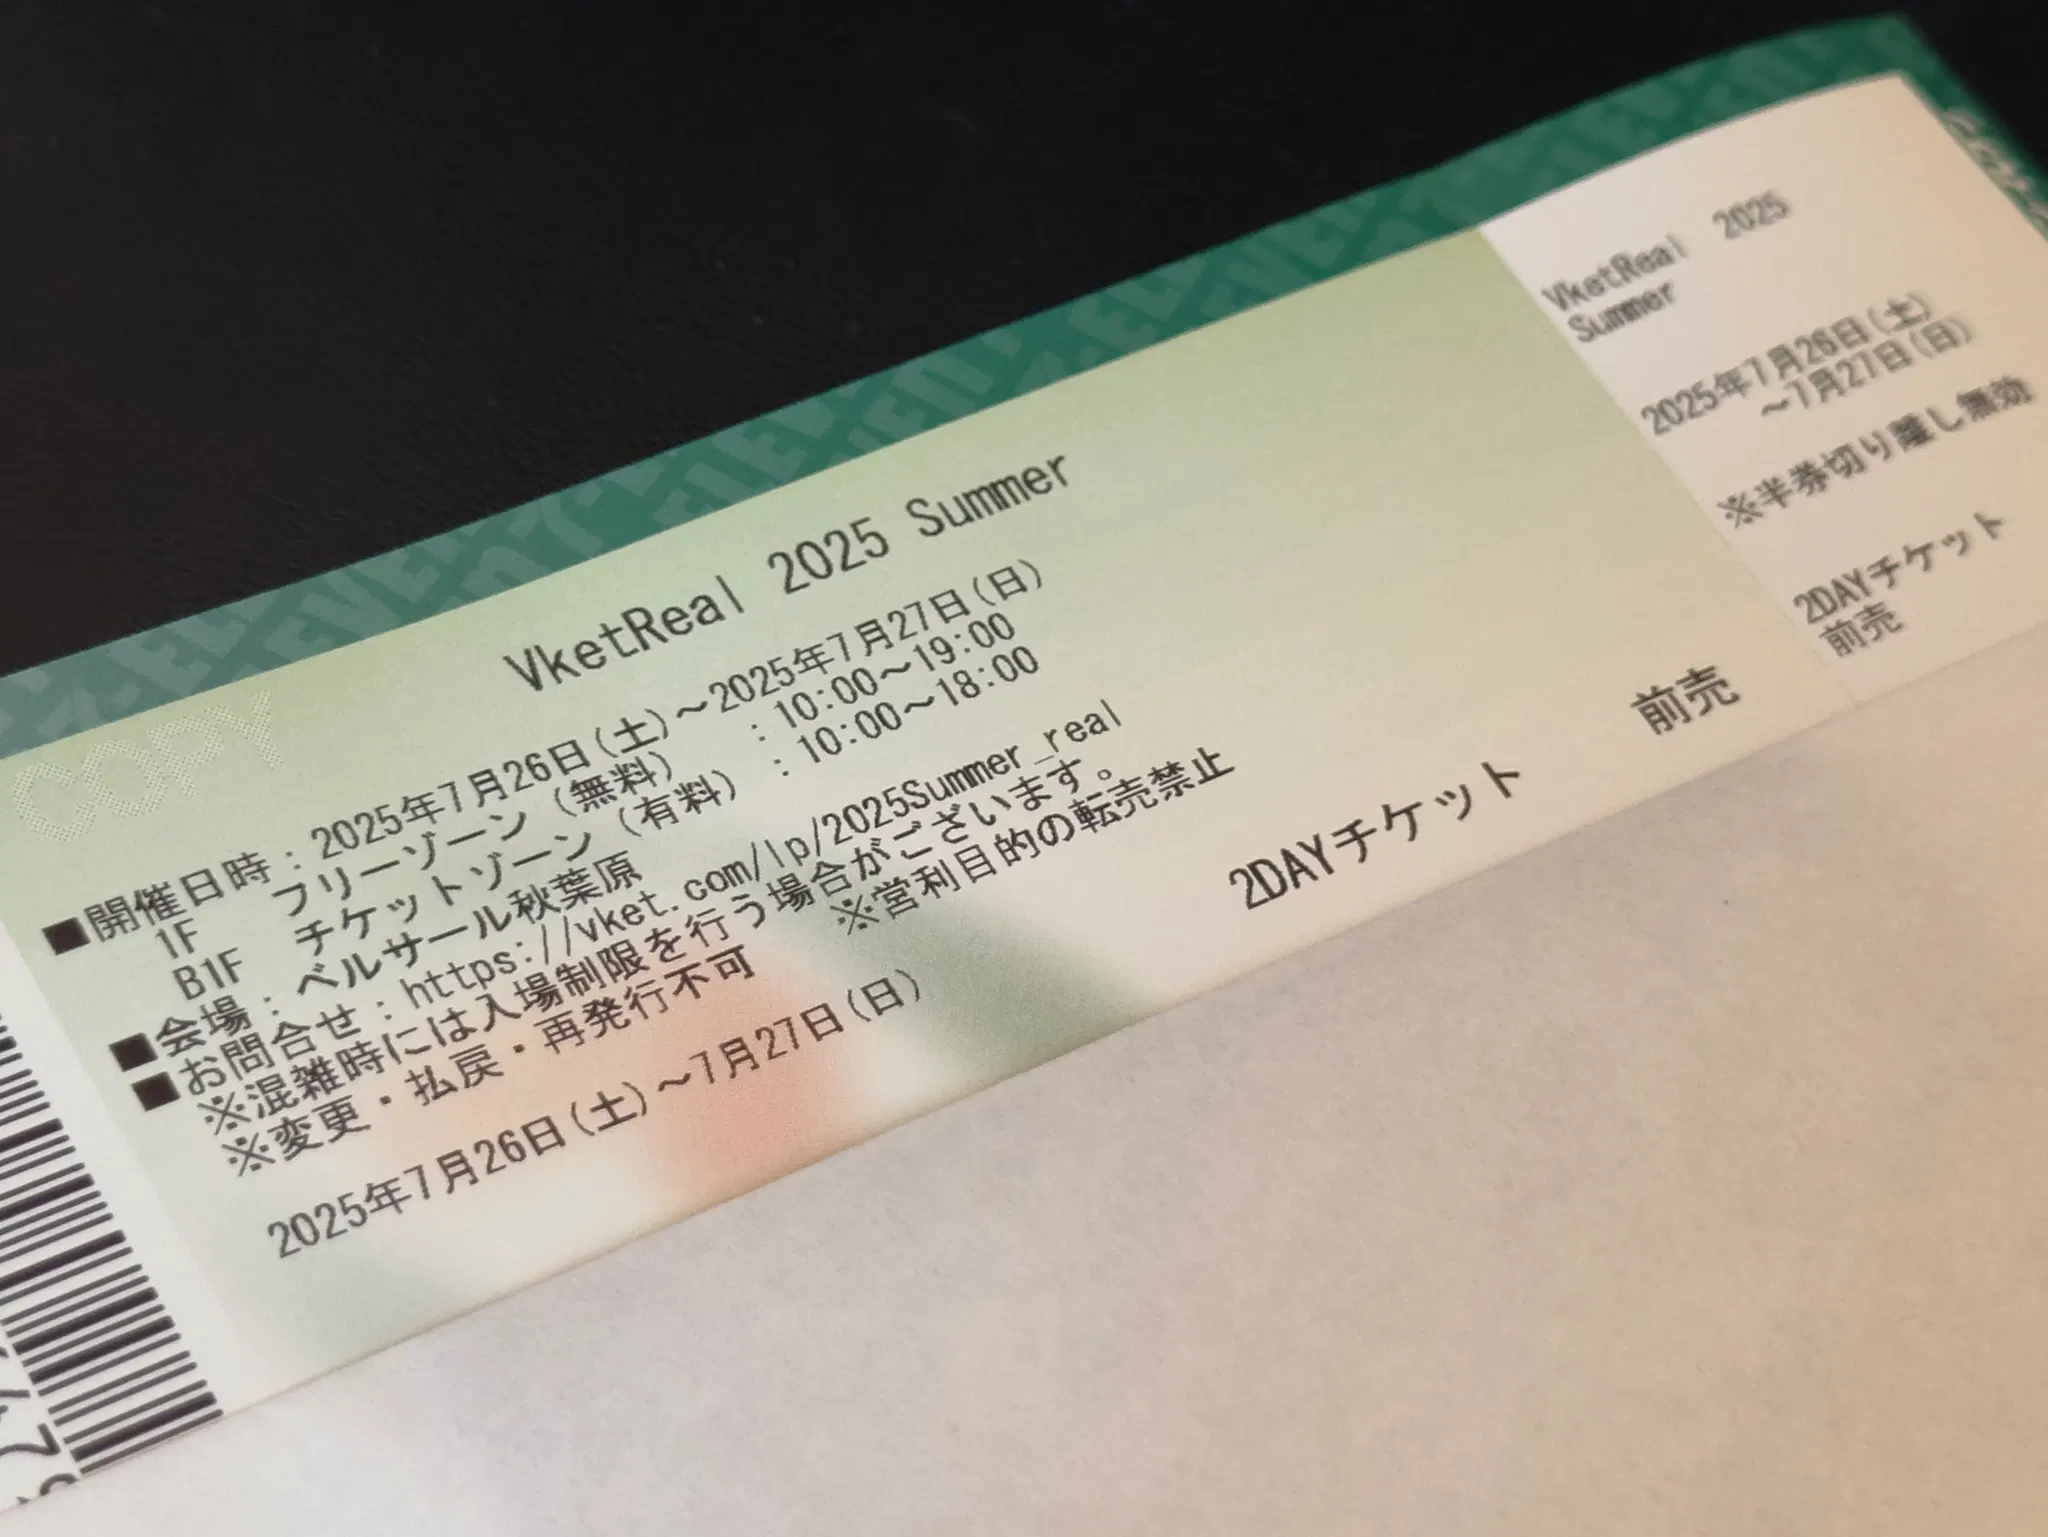 COPY
VketReal 2025 Summer
■開催日時：2025年7月26日(土)～2025年7月27日(日)
1F フリーゾーン（無料） ：10:00～19:00
B1F チケットゾーン（有料） ：10:00～18:00
■会場：ベルサール秋葉原
■お問合せ：https://vket.com/lp/2025Summer_real
※混雑時には入場制限を行う場合がございます。
※変更・払戻・再発行不可 ※営利目的の転売禁止
2025年7月26日(土)～7月27日(日)
2DAYチケット 前売
VketReal 2025
Summer
2025年7月26日(土)
～7月27日(日)
※半券切り離し無効
2DAYチケット
前売